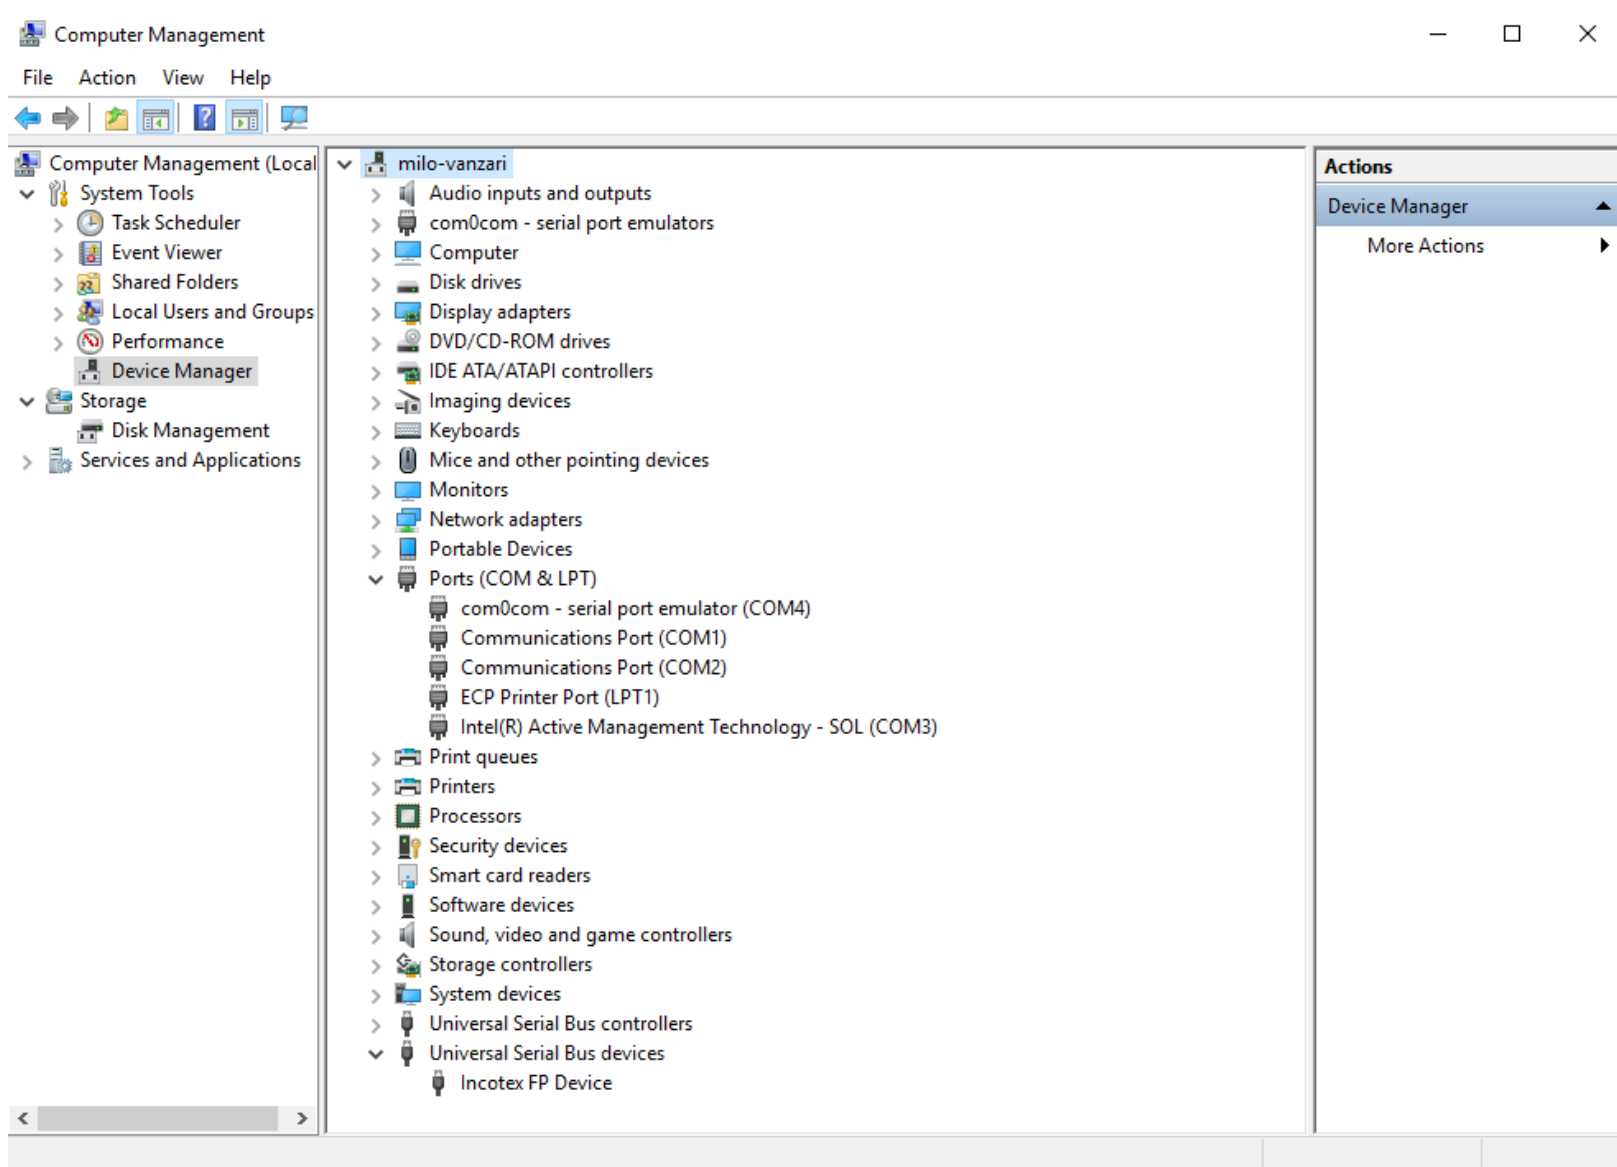 Computer Management
File Action View Help
Computer Management (Local
System Tools
Task Scheduler
Event Viewer
Shared Folders
Local Users and Groups
Performance
Device Manager
Storage
Disk Management
Services and Applications
milo-vanzari
Audio inputs and outputs
com0com - serial port emulators
Computer
Disk drives
Display adapters
DVD/CD-ROM drives
IDE ATA/ATAPI controllers
Imaging devices
Keyboards
Mice and other pointing devices
Monitors
Network adapters
Portable Devices
Ports (COM & LPT)
com0com - serial port emulator (COM4)
Communications Port (COM1)
Communications Port (COM2)
ECP Printer Port (LPT1)
Intel(R) Active Management Technology - SOL (COM3)
Print queues
Printers
Processors
Security devices
Smart card readers
Software devices
Sound, video and game controllers
Storage controllers
System devices
Universal Serial Bus controllers
Universal Serial Bus devices
Incotex FP Device
Actions
Device Manager
More Actions